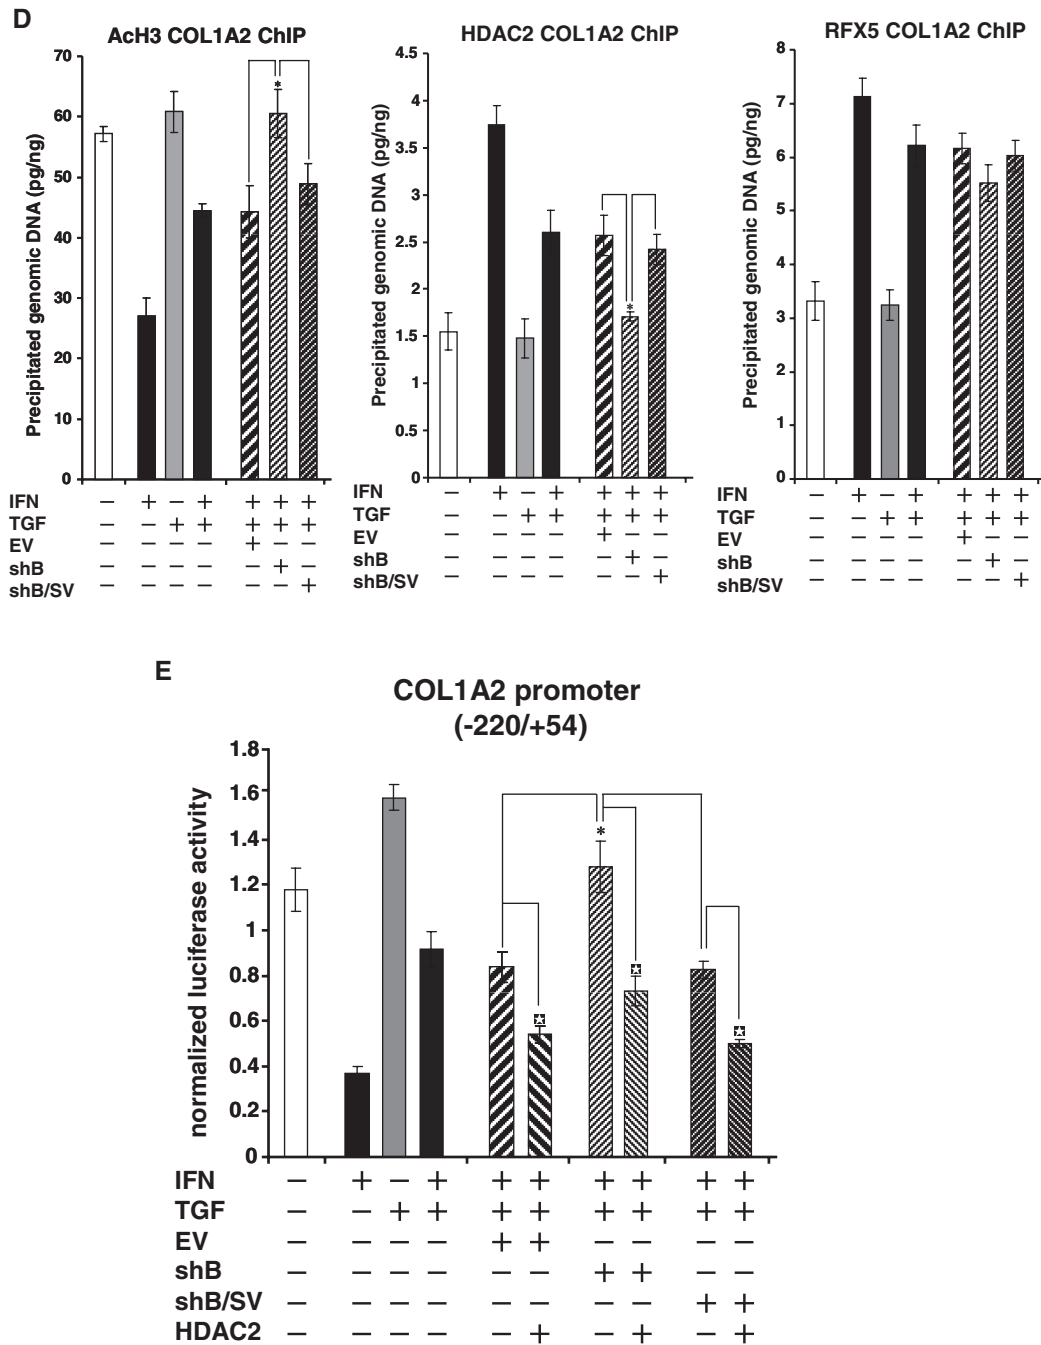 D
AcH3 COL1A2 ChIP
Precipitated genomic DNA (pg/ng)
70
60
50
40
30
20
10
0
*
IFN − + − + + + +
TGF − − + + + + +
EV − − − − + − −
shB − − − − − + −
shB/SV − − − − − − +
HDAC2 COL1A2 ChIP
Precipitated genomic DNA (pg/ng)
4.5
4
3.5
3
2.5
2
1.5
1
0.5
0
*
IFN − + − + + + +
TGF − − + + + + +
EV − − − − + − −
shB − − − − − + −
shB/SV − − − − − − +
RFX5 COL1A2 ChIP
Precipitated genomic DNA (pg/ng)
8
7
6
5
4
3
2
1
0
IFN − + − + + + +
TGF − − + + + + +
EV − − − − + − −
shB − − − − − + −
shB/SV − − − − − − +
E
COL1A2 promoter
(-220/+54)
normalized luciferase activity
1.8
1.6
1.4
1.2
1
0.8
0.6
0.4
0.2
0
*
IFN − + − + + + + + + +
TGF − − + + + + + + + +
EV − − − − + + − − − −
shB − − − − − − + + − −
shB/SV − − − − − − − − + +
HDAC2 − − − − − + − + − +